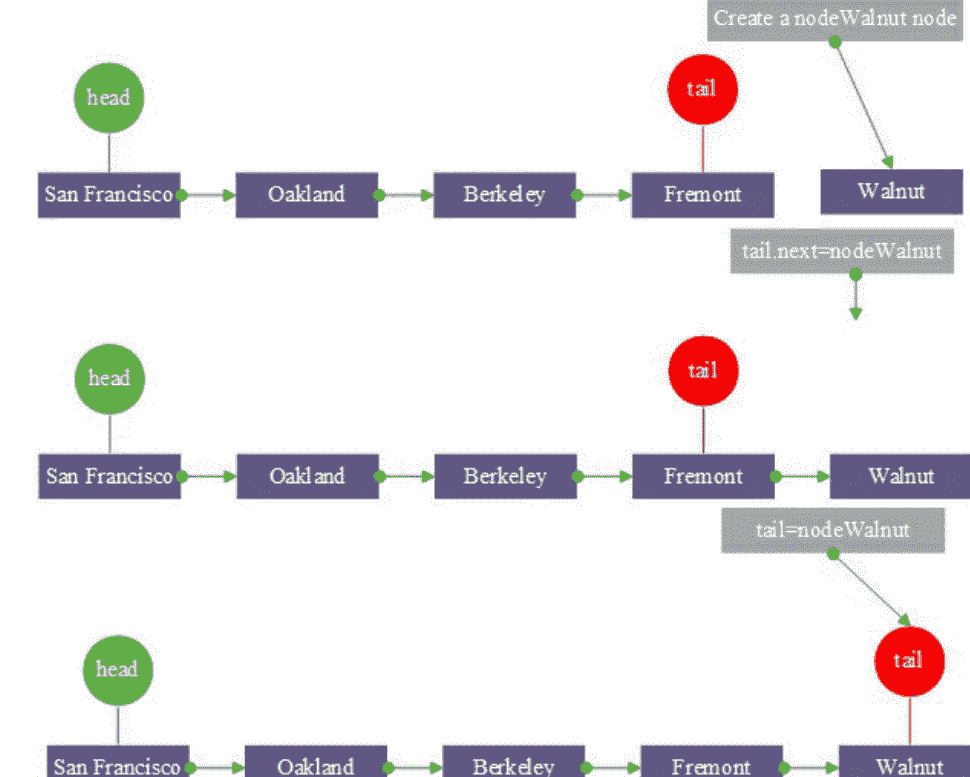 Create a nodeWalnut node
head
tail
San Francisco
Oakland
Berkeley
Fremont
Walnut
tail.next=nodeWalnut
head
tail
San Francisco
Oakland
Berkeley
Fremont
Walnut
tail=nodeWalnut
head
tail
San Francisco
Oakland
Berkeley
Fremont
Walnut